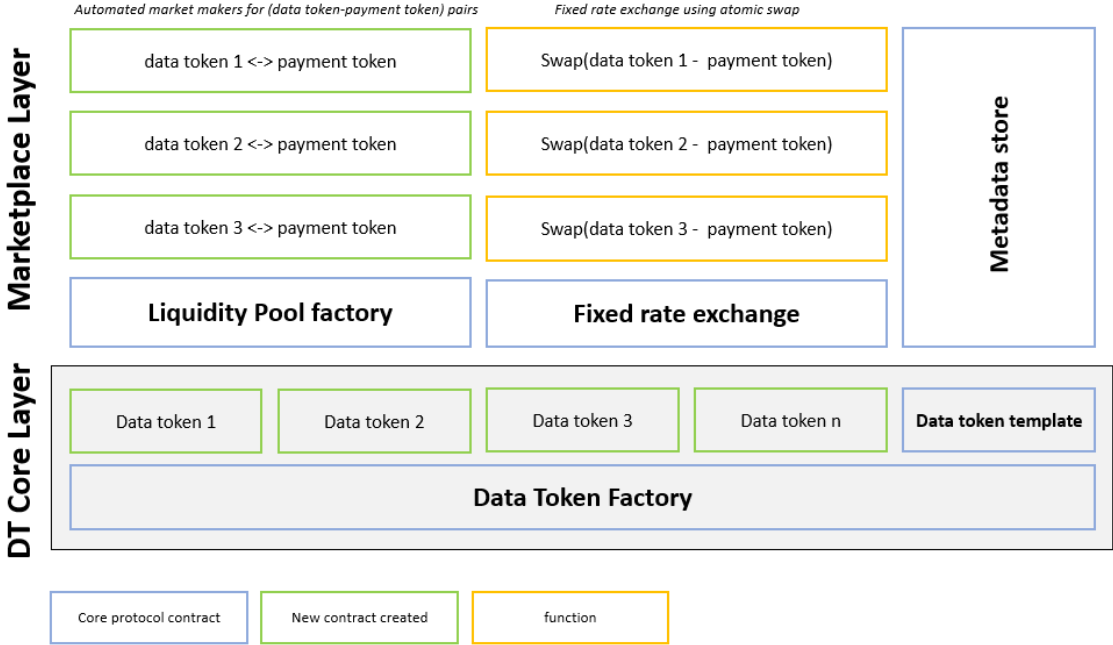 Automated market makers for (data token-payment token) pairs
Fixed rate exchange using atomic swap
Marketplace Layer
data token 1 <-> payment token
Swap(data token 1 - payment token)
data token 2 <-> payment token
Swap(data token 2 - payment token)
data token 3 <-> payment token
Swap(data token 3 - payment token)
Metadata store
Liquidity Pool factory
Fixed rate exchange
DT Core Layer
Data token 1
Data token 2
Data token 3
Data token n
Data token template
Data Token Factory
Core protocol contract
New contract created
function